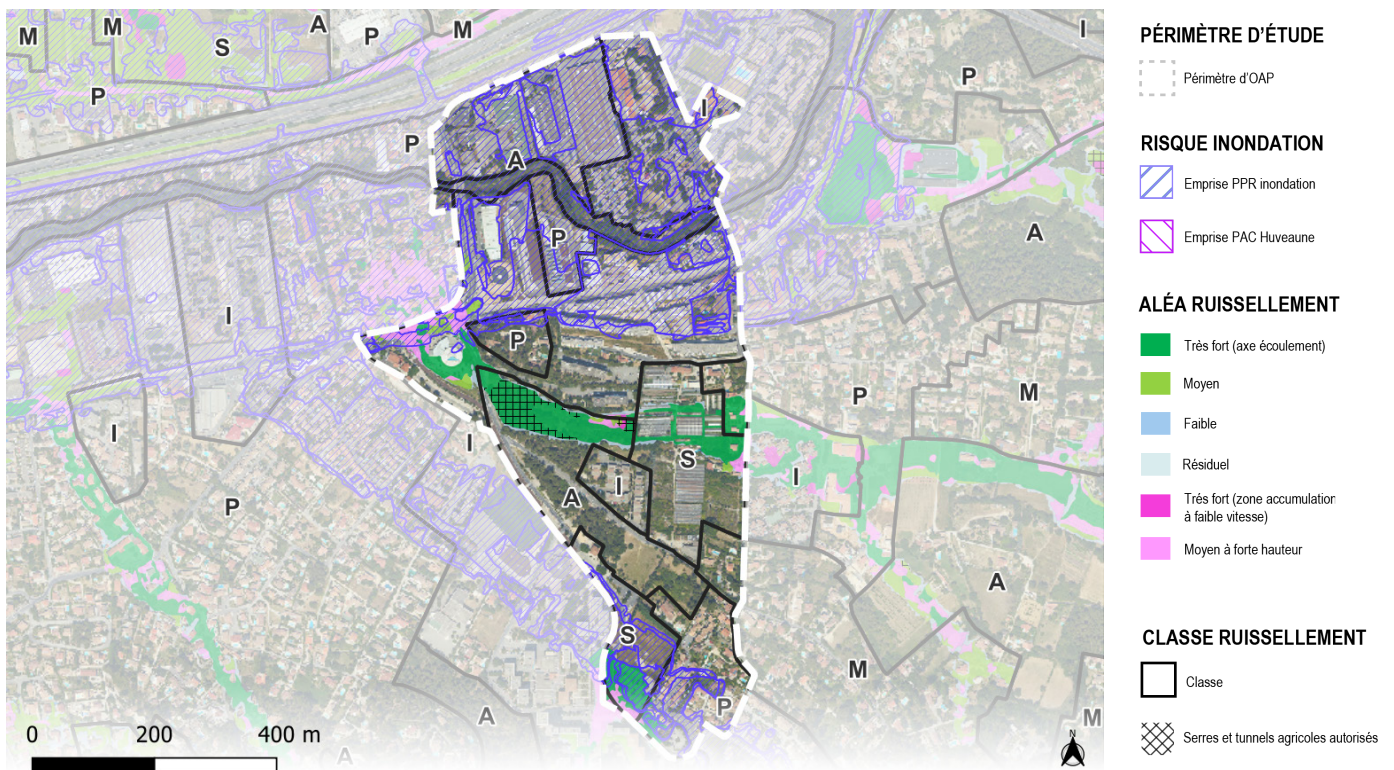 M
M
S
A
P
M
P
P
I
P
I
P
A
P
A
I
P
M
P
I
I
S
I
A
I
P
A
S
M
P
A
M
A
0
200
400 m
N
PÉRIMÈTRE D'ÉTUDE
Périmètre d'OAP
RISQUE INONDATION
Emprise PPR inondation
Emprise PAC Huveaune
ALÉA RUISSELLEMENT
Très fort (axe écoulement)
Moyen
Faible
Résiduel
Trés fort (zone accumulation
à faible vitesse)
Moyen à forte hauteur
CLASSE RUISSELLEMENT
Classe
Serres et tunnels agricoles autorisés